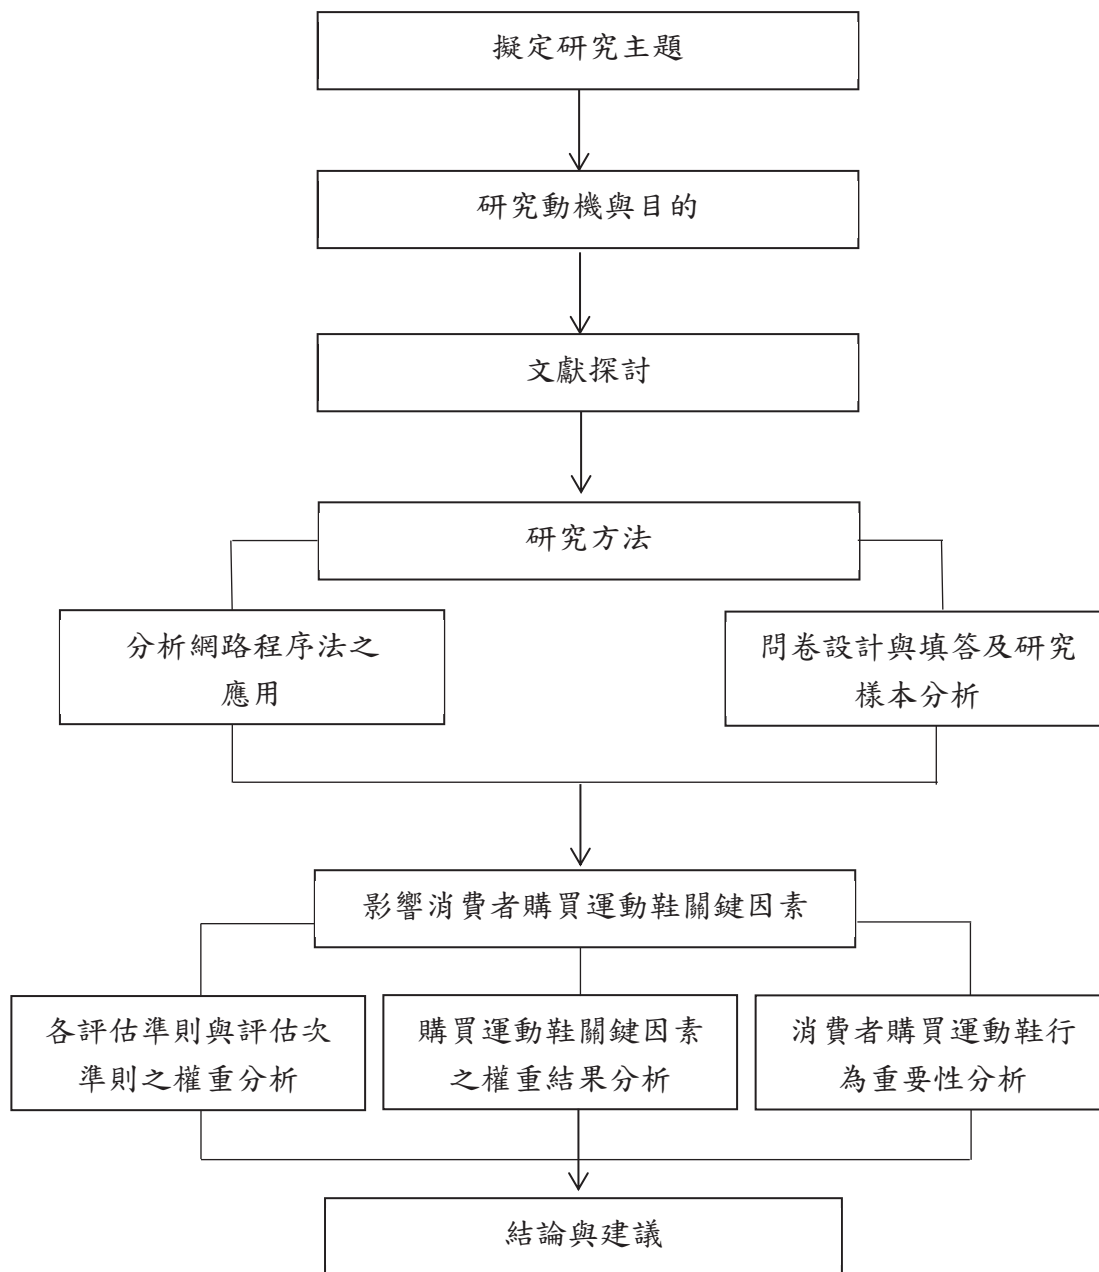 擬定研究主題
研究動機與目的
文獻探討
研究方法
分析網路程序法之
應用
問卷設計與填答及研究
樣本分析
影響消費者購買運動鞋關鍵因素
各評估準則與評估次
準則之權重分析
購買運動鞋關鍵因素
之權重結果分析
消費者購買運動鞋行
為重要性分析
結論與建議